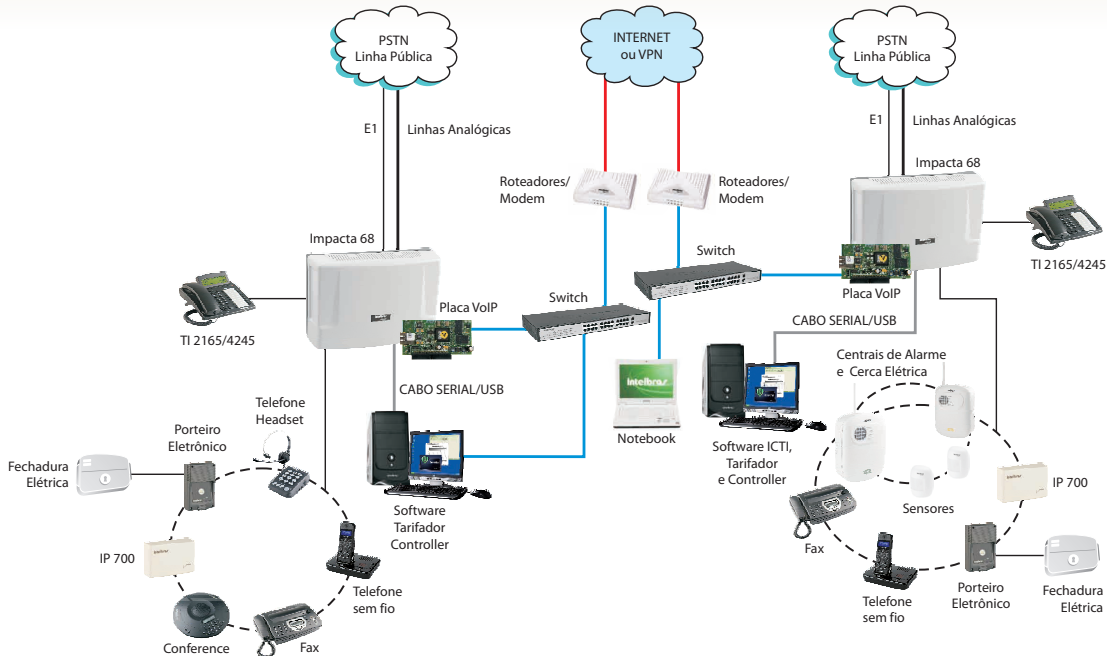 PSTN
Linha Pública
INTERNET
ou VPN
PSTN
Linha Pública
E1
Linhas Analógicas
E1
Linhas Analógicas
Roteadores/
Modem
Roteadores/
Modem
Impacta 68
Impacta 68
TI 2165/4245
Switch
Placa VoIP
Switch
Placa VoIP
TI 2165/4245
CABO SERIAL/USB
CABO SERIAL/USB
intelbras
Notebook
Software ICTI,
Tarifador
e Controller
Centrais de Alarme
e Cerca Elétrica
Telefone
Headset
Porteiro
Eletrônico
Fechadura
Elétrica
Software
Tarifador
Controller
IP 700
Telefone
sem fio
Conference
Fax
Sensores
IP 700
Fax
Telefone
sem fio
Porteiro
Eletrônico
Fechadura
Elétrica